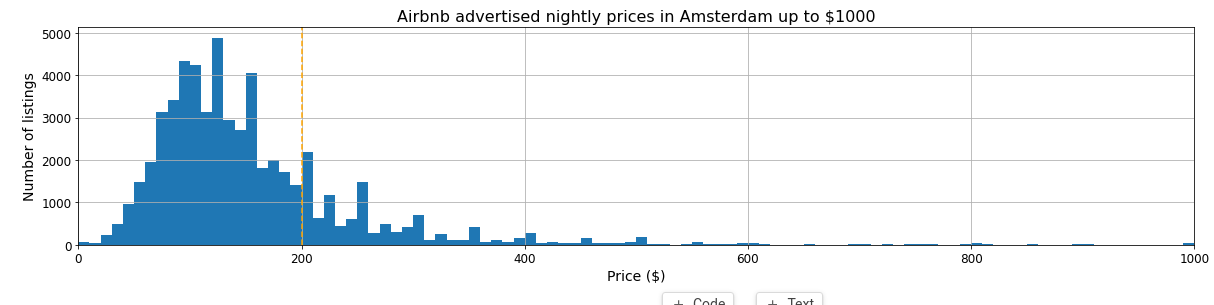 Airbnb advertised nightly prices in Amsterdam up to $1000
Number of listings
5000
4000
3000
2000
1000
0
0 200 400 600 800 1000
Price ($)
+ Code + Text